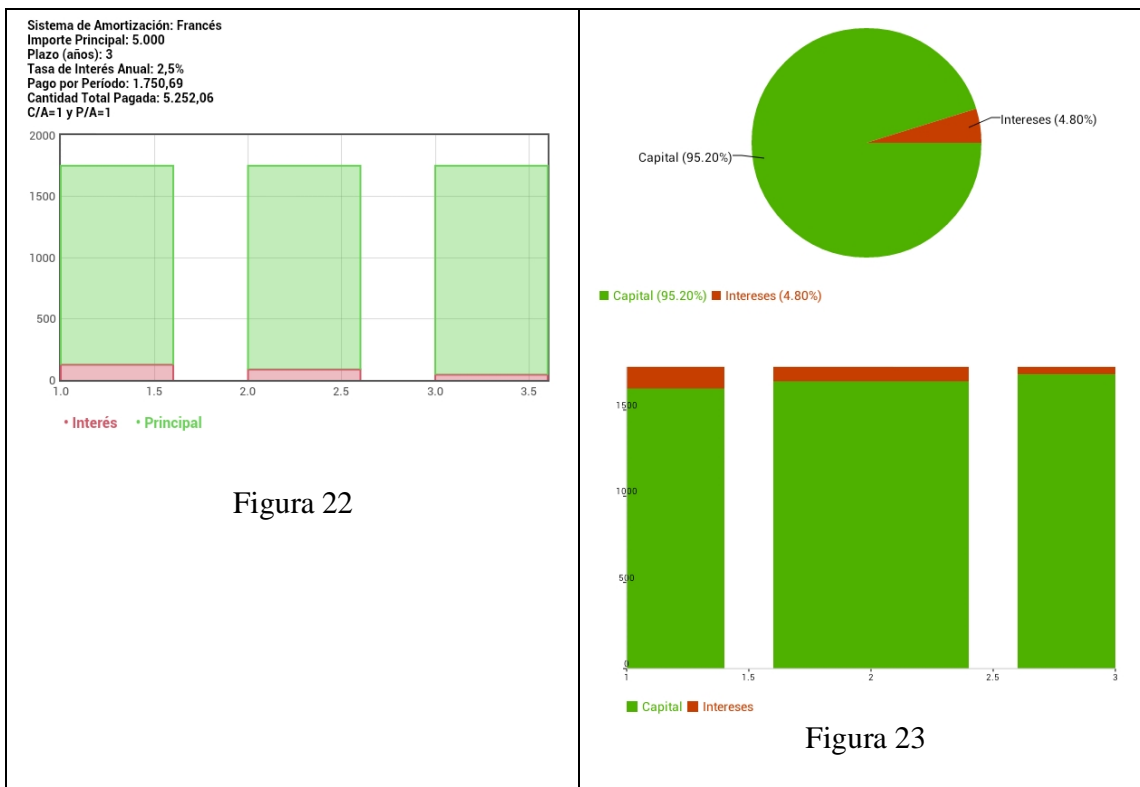 Sistema de Amortización: Francés
Importe Principal: 5.000
Plazo (años): 3
Tasa de Interés Anual: 2,5%
Pago por Período: 1.750,69
Cantidad Total Pagada: 5.252,06
C/A=1 y P/A=1
2000
1500
1000
500
0
1.0 1.5 2.0 2.5 3.0 3.5
• Interés • Principal
Figura 22
Intereses (4.80%)
Capital (95.20%)
Capital (95.20%) Intereses (4.80%)
1500
1000
500
0
1 1.5 2 2.5 3
Capital Intereses
Figura 23